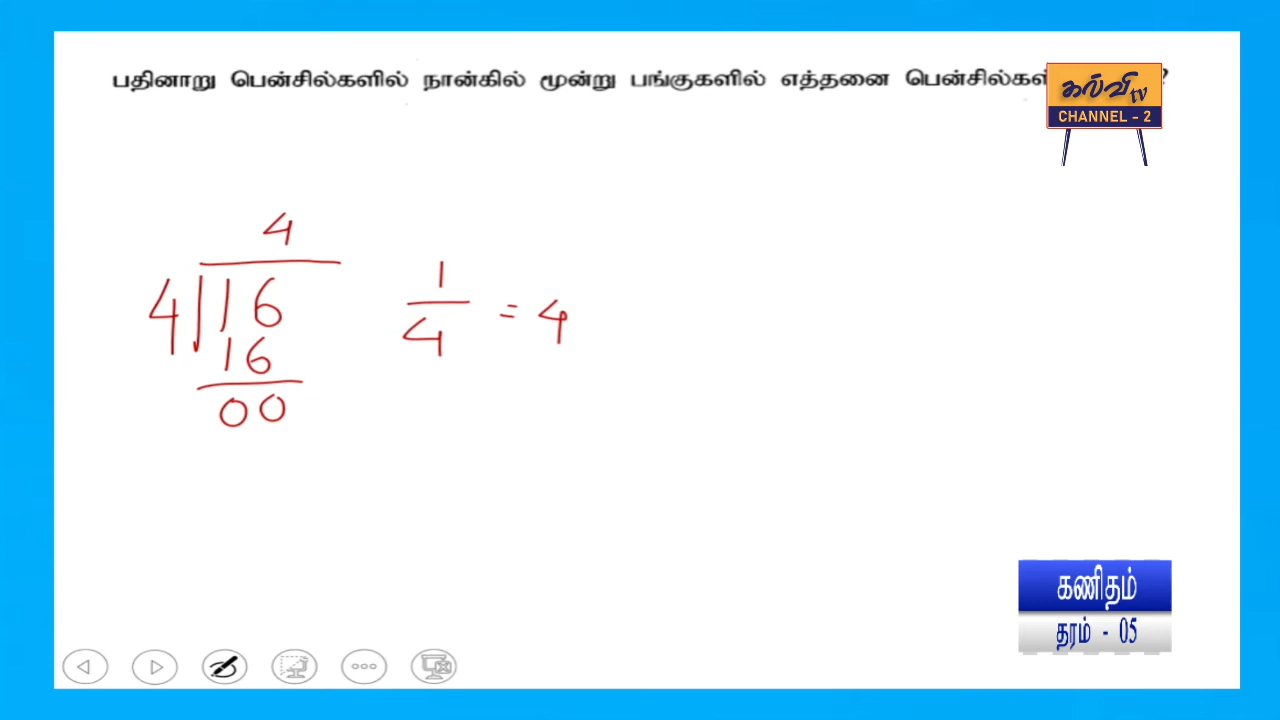 பதினாறு பென்சில்களில் நான்கில் மூன்று பங்குகளில் எத்தனை பென்சில்கள் ?
கல்வி tv
CHANNEL - 2
4
4 16
16
00
1
4
= 4
கணிதம்
தரம் - 05